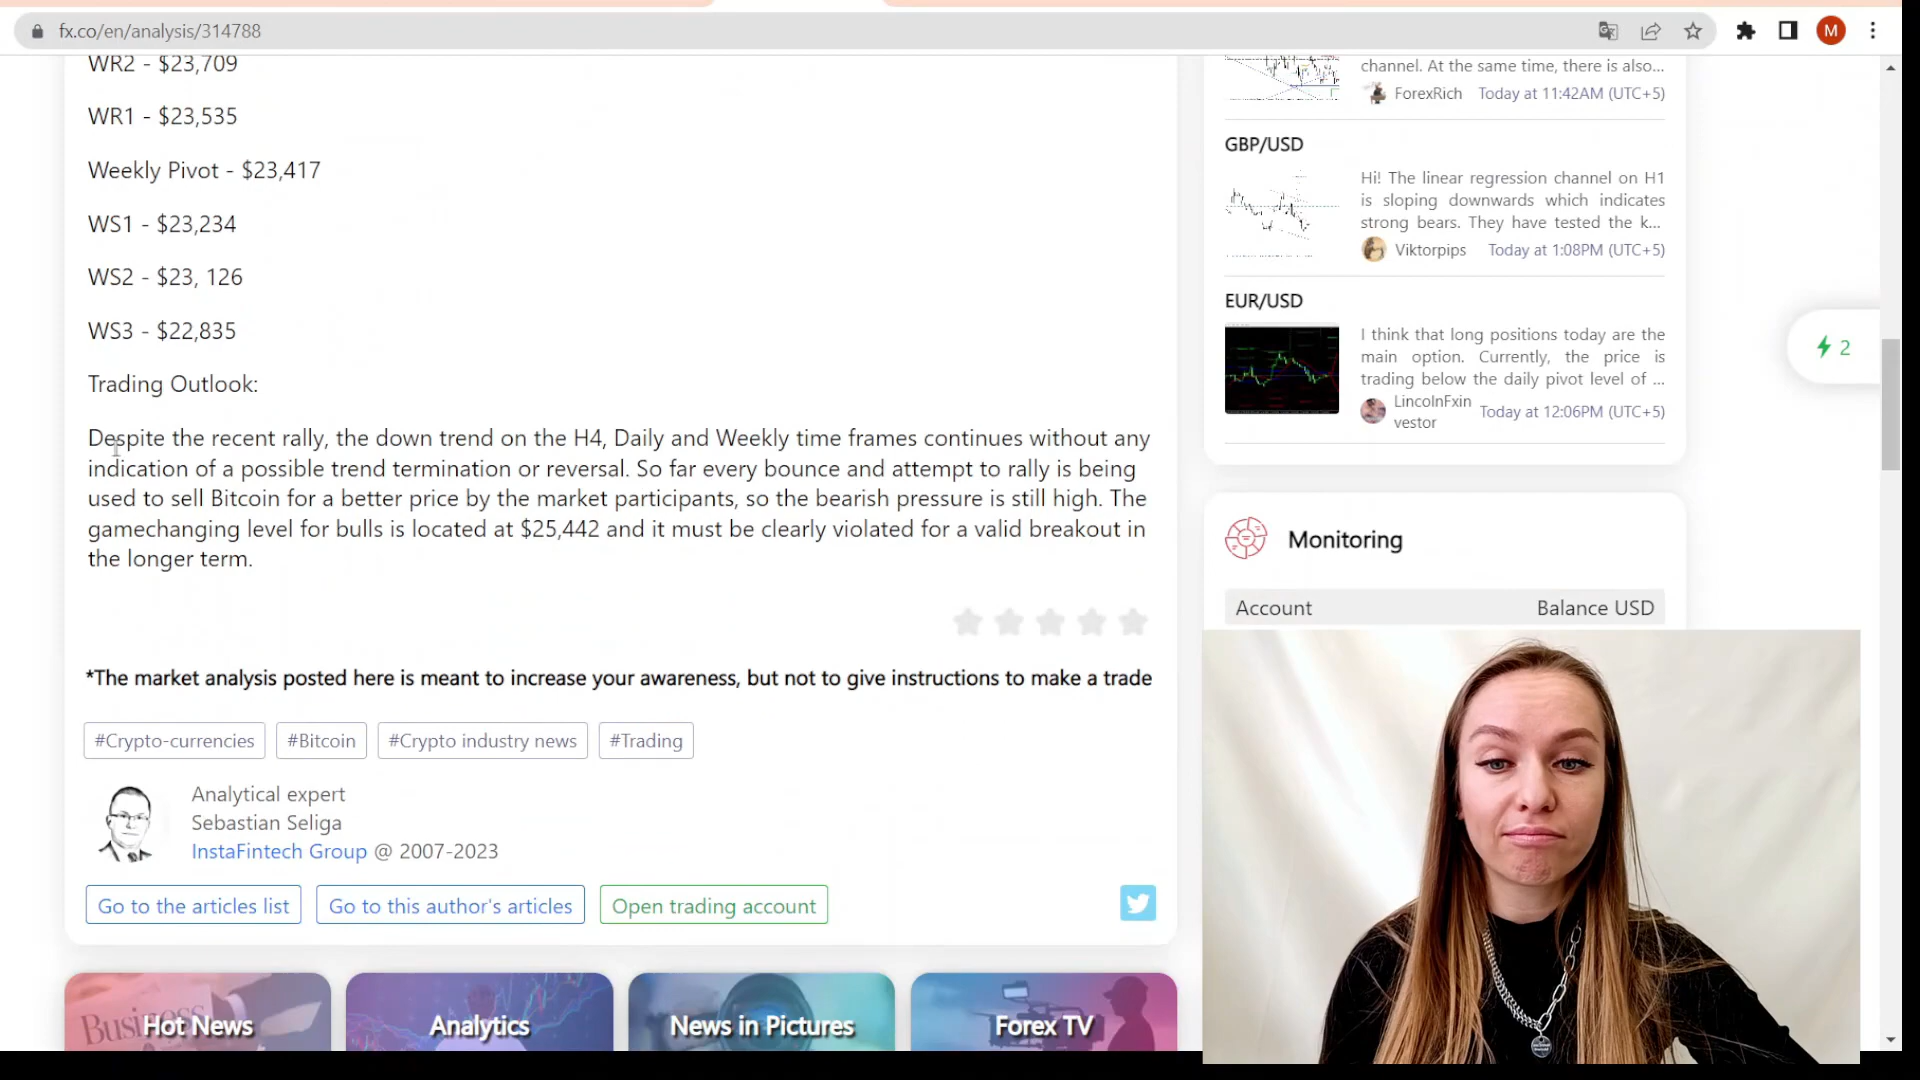 fx.co/en/analysis/314788
M
WR2 - $23,709
WR1 - $23,535
Weekly Pivot - $23,417
WS1 - $23,234
WS2 - $23, 126
WS3 - $22,835
Trading Outlook:
Despite the recent rally, the down trend on the H4, Daily and Weekly time frames continues without any
indication of a possible trend termination or reversal. So far every bounce and attempt to rally is being
used to sell Bitcoin for a better price by the market participants, so the bearish pressure is still high. The
gamechanging level for bulls is located at $25,442 and it must be clearly violated for a valid breakout in
the longer term.
*The market analysis posted here is meant to increase your awareness, but not to give instructions to make a trade
#Crypto-currencies #Bitcoin #Crypto industry news #Trading
Analytical expert
Sebastian Seliga
InstaFintech Group @ 2007-2023
Go to the articles list Go to this author's articles Open trading account
Business
Hot News Analytics News in Pictures Forex TV
channel. At the same time, there is also...
ForexRich Today at 11:42AM (UTC+5)
GBP/USD
Hi! The linear regression channel on H1
is sloping downwards which indicates
strong bears. They have tested the k...
Viktorpips Today at 1:08PM (UTC+5)
EUR/USD
I think that long positions today are the
main option. Currently, the price is
trading below the daily pivot level of ...
LincolnFxin
vestor Today at 12:06PM (UTC+5)
2
Monitoring
Account Balance USD